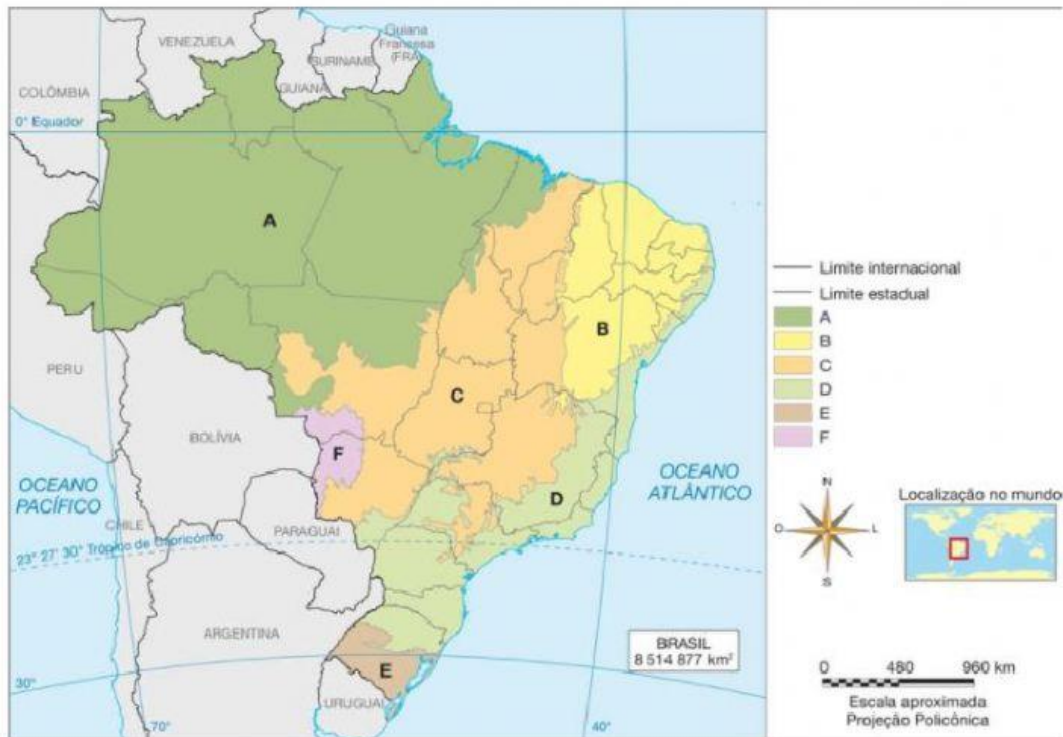 VENEZUELA
Guiana
Francesa
(FRA)
SURINAME
GUIANA
COLÔMBIA
0° Equador
A
B
C
D
E
F
PERU
BOLÍVIA
OCEANO
PACÍFICO
CHILE
PARAGUAI
23° 27' 30" Trópico de Capricórnio
ARGENTINA
URUGUAI
30°
70°
40°
OCEANO
ATLÂNTICO
BRASIL
8 514 877 km²
Limite internacional
Limite estadual
A
B
C
D
E
F
N
O
L
S
Localização no mundo
0 480 960 km
Escala aproximada
Projeção Policônica